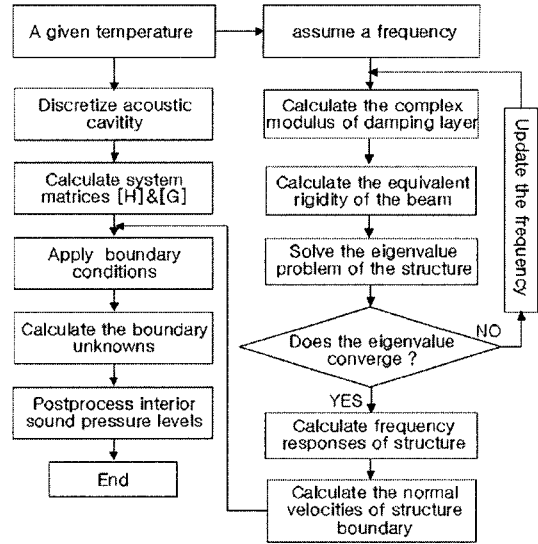 A given temperature
assume a frequency
Discretize acoustic
cavitity
Calculate system
matrices [H]&[G]
Apply boundary
conditions
Calculate the boundary
unknowns
Postprocess interior
sound pressure levels
End
Calculate the complex
modulus of damping layer
Calculate the equivalent
rigidity of the beam
Solve the eigenvalue
problem of the structure
Does the eigenvalue
converge ?
NO
Update the frequency
YES
Calculate frequency
responses of structure
Calculate the normal
velocities of structure
boundary